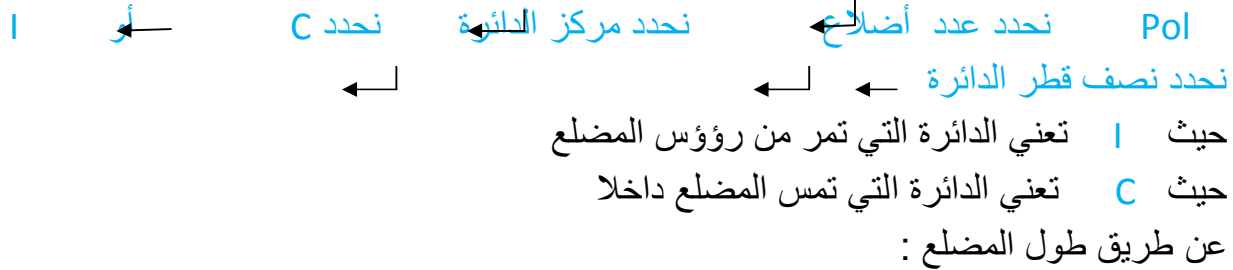 Pol نحدد عدد أضلاع نحدد مركز الدائرة نحدد C أو I
نحدد نصف قطر الدائرة
حيث I تعني الدائرة التي تمر من رؤؤس المضلع
حيث C تعني الدائرة التي تمس المضلع داخلا
عن طريق طول المضلع :